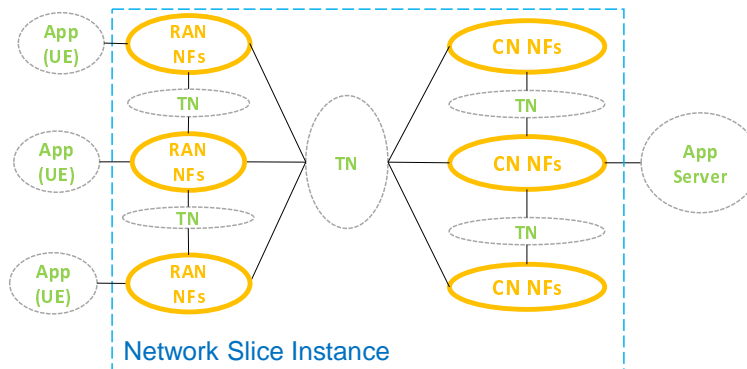 App
(UE)
RAN
NFs
CN NFs
TN
TN
App
(UE)
RAN
NFs
TN
CN NFs
App
Server
TN
TN
App
(UE)
RAN
NFs
CN NFs
Network Slice Instance